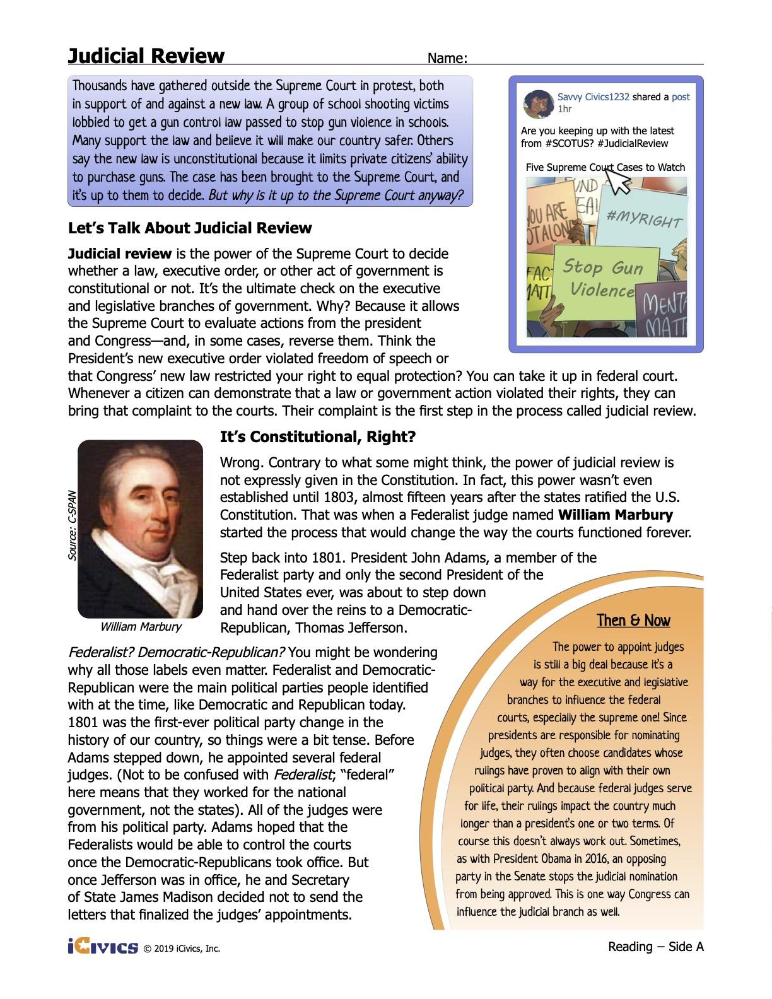 Judicial Review
Name:
Thousands have gathered outside the Supreme Court in protest, both
in support of and against a new law. A group of school shooting victims
lobbied to get a gun control law passed to stop gun violence in schools.
Many support the law and believe it will make our country safer. Others
say the new law is unconstitutional because it limits private citizens’ ability
to purchase guns. The case has been brought to the Supreme Court, and
it’s up to them to decide. But why is it up to the Supreme Court anyway?
Savvy Civics1232 shared a post
1hr
Are you keeping up with the latest
from #SCOTUS? #JudicialReview
Five Supreme Court Cases to Watch
#MYRIGHT
YOU ARE
Stop Gun
Violence
Let’s Talk About Judicial Review
Judicial review is the power of the Supreme Court to decide
whether a law, executive order, or other act of government is
constitutional or not. It’s the ultimate check on the executive
and legislative branches of government. Why? Because it allows
the Supreme Court to evaluate actions from the president
and Congress—and, in some cases, reverse them. Think the
President’s new executive order violated freedom of speech or
that Congress’ new law restricted your right to equal protection? You can take it up in federal court.
Whenever a citizen can demonstrate that a law or government action violated their rights, they can
bring that complaint to the courts. Their complaint is the first step in the process called judicial review.
Source: C-SPAN
William Marbury
It’s Constitutional, Right?
Wrong. Contrary to what some might think, the power of judicial review is
not expressly given in the Constitution. In fact, this power wasn’t even
established until 1803, almost fifteen years after the states ratified the U.S.
Constitution. That was when a Federalist judge named William Marbury
started the process that would change the way the courts functioned forever.
Step back into 1801. President John Adams, a member of the
Federalist party and only the second President of the
United States ever, was about to step down
and hand over the reins to a Democratic-
Republican, Thomas Jefferson.
Federalist? Democratic-Republican? You might be wondering
why all those labels even matter. Federalist and Democratic-
Republican were the main political parties people identified
with at the time, like Democratic and Republican today.
1801 was the first-ever political party change in the
history of our country, so things were a bit tense. Before
Adams stepped down, he appointed several federal
judges. (Not to be confused with Federalist; “federal”
here means that they worked for the national
government, not the states). All of the judges were
from his political party. Adams hoped that the
Federalists would be able to control the courts
once the Democratic-Republicans took office. But
once Jefferson was in office, he and Secretary
of State James Madison decided not to send the
letters that finalized the judges’ appointments.
Then & Now
The power to appoint judges
is still a big deal because it’s a
way for the executive and legislative
branches to influence the federal
courts, especially the supreme one! Since
presidents are responsible for nominating
judges, they often choose candidates whose
rulings have proven to align with their own
political party. And because federal judges serve
for life, their rulings impact the country much
longer than a president’s one or two terms. Of
course this doesn’t always work out. Sometimes,
as with President Obama in 2016, an opposing
party in the Senate stops the judicial nomination
from being approved. This is one way Congress can
influence the judicial branch as well.
iCivics © 2019 iCivics, Inc.
Reading – Side A